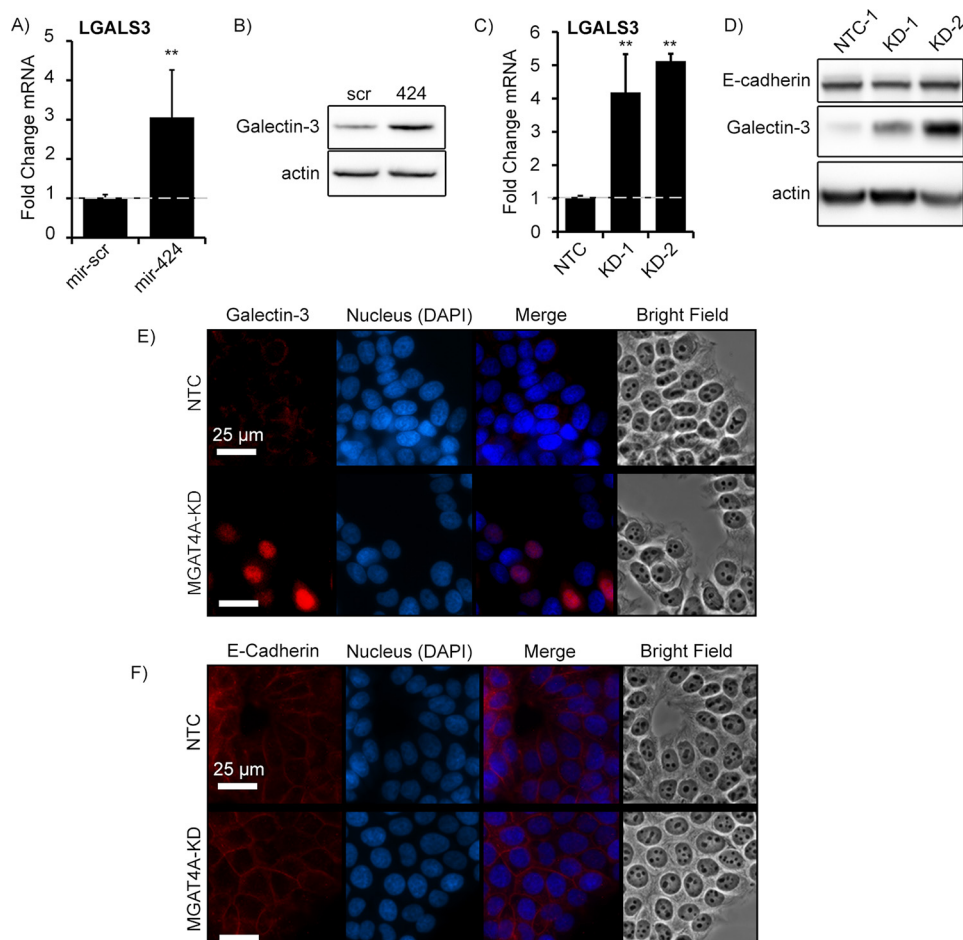 A)
LGALS3
**
Fold Change mRNA
5
4
3
2
1
0
mir-scr
mir-424
B)
scr 424
Galectin-3
actin
C)
LGALS3
** **
Fold Change mRNA
6
5
4
3
2
1
0
NTC
KD-1
KD-2
D)
NTC-1
KD-1
KD-2
E-cadherin
Galectin-3
actin
E)
Galectin-3 Nucleus (DAPI) Merge Bright Field
NTC
25 µm
MGAT4A-KD
F)
E-Cadherin Nucleus (DAPI) Merge Bright Field
NTC
25 µm
MGAT4A-KD